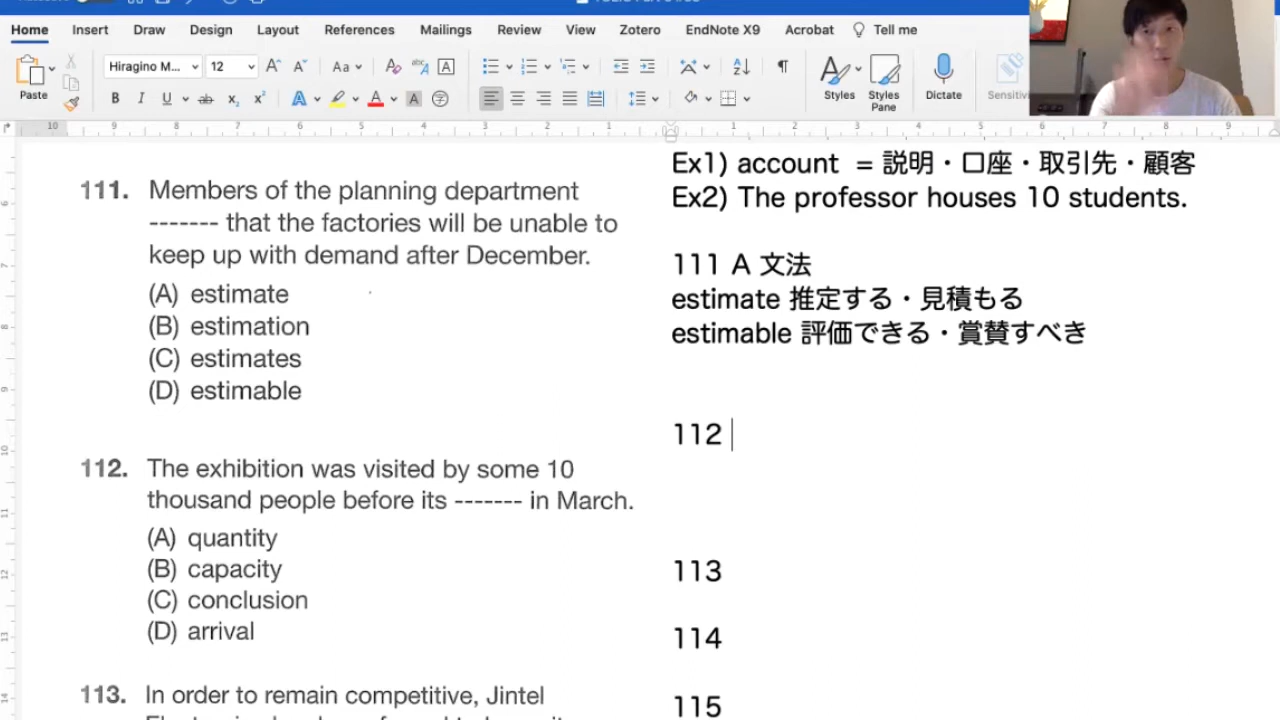 Home Insert Draw Design Layout References Mailings Review View Zotero EndNote X9 Acrobat Tell me
Paste
Hiragino M... 12
Styles
Styles Pane
Dictate
111. Members of the planning department
------- that the factories will be unable to
keep up with demand after December.
(A) estimate
(B) estimation
(C) estimates
(D) estimable
112. The exhibition was visited by some 10
thousand people before its ------- in March.
(A) quantity
(B) capacity
(C) conclusion
(D) arrival
113. In order to remain competitive, Jintel
Ex1) account = 説明・口座・取引先・顧客
Ex2) The professor houses 10 students.
111 A 文法
estimate 推定する・見積もる
estimable 評価できる・賞賛すべき
112
113
114
115